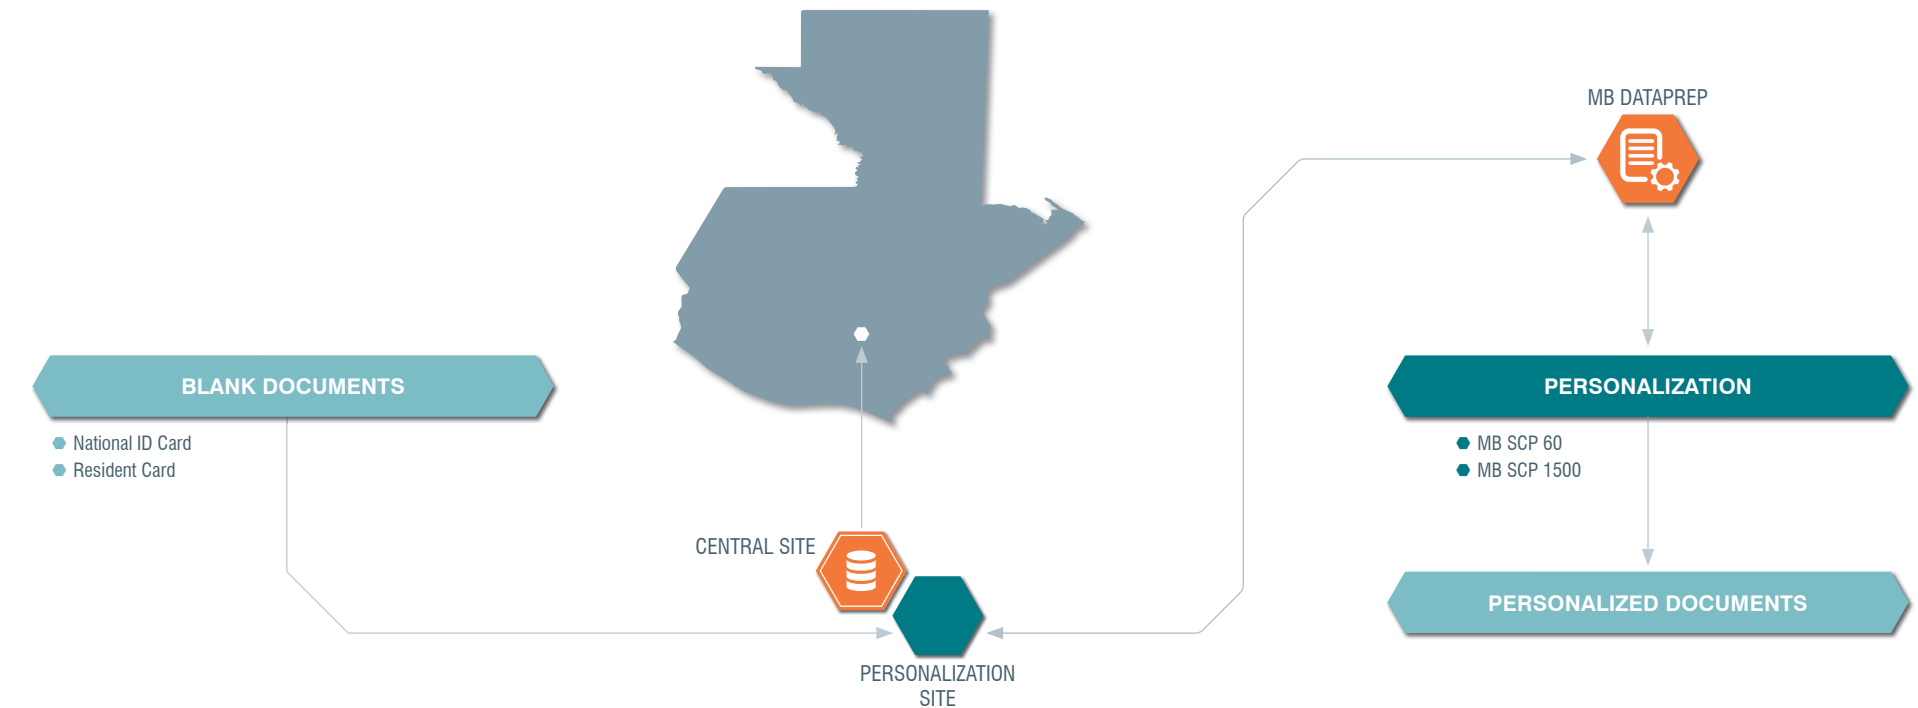 MB DATAPREP
BLANK DOCUMENTS
National ID Card
Resident Card
PERSONALIZATION
MB SCP 60
MB SCP 1500
CENTRAL SITE
PERSONALIZATION
SITE
PERSONALIZED DOCUMENTS